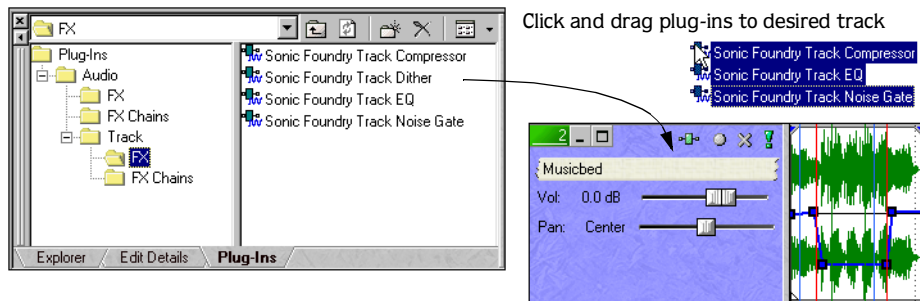 FX
Plug-Ins
Audio
FX
FX Chains
Track
FX
FX Chains
Sonic Foundry Track Compressor
Sonic Foundry Track Dither
Sonic Foundry Track EQ
Sonic Foundry Track Noise Gate
Explorer
Edit Details
Plug-Ins
Click and drag plug-ins to desired track
Sonic Foundry Track Compressor
Sonic Foundry Track EQ
Sonic Foundry Track Noise Gate
2
Musicbed
Vol: 0.0 dB
Pan: Center